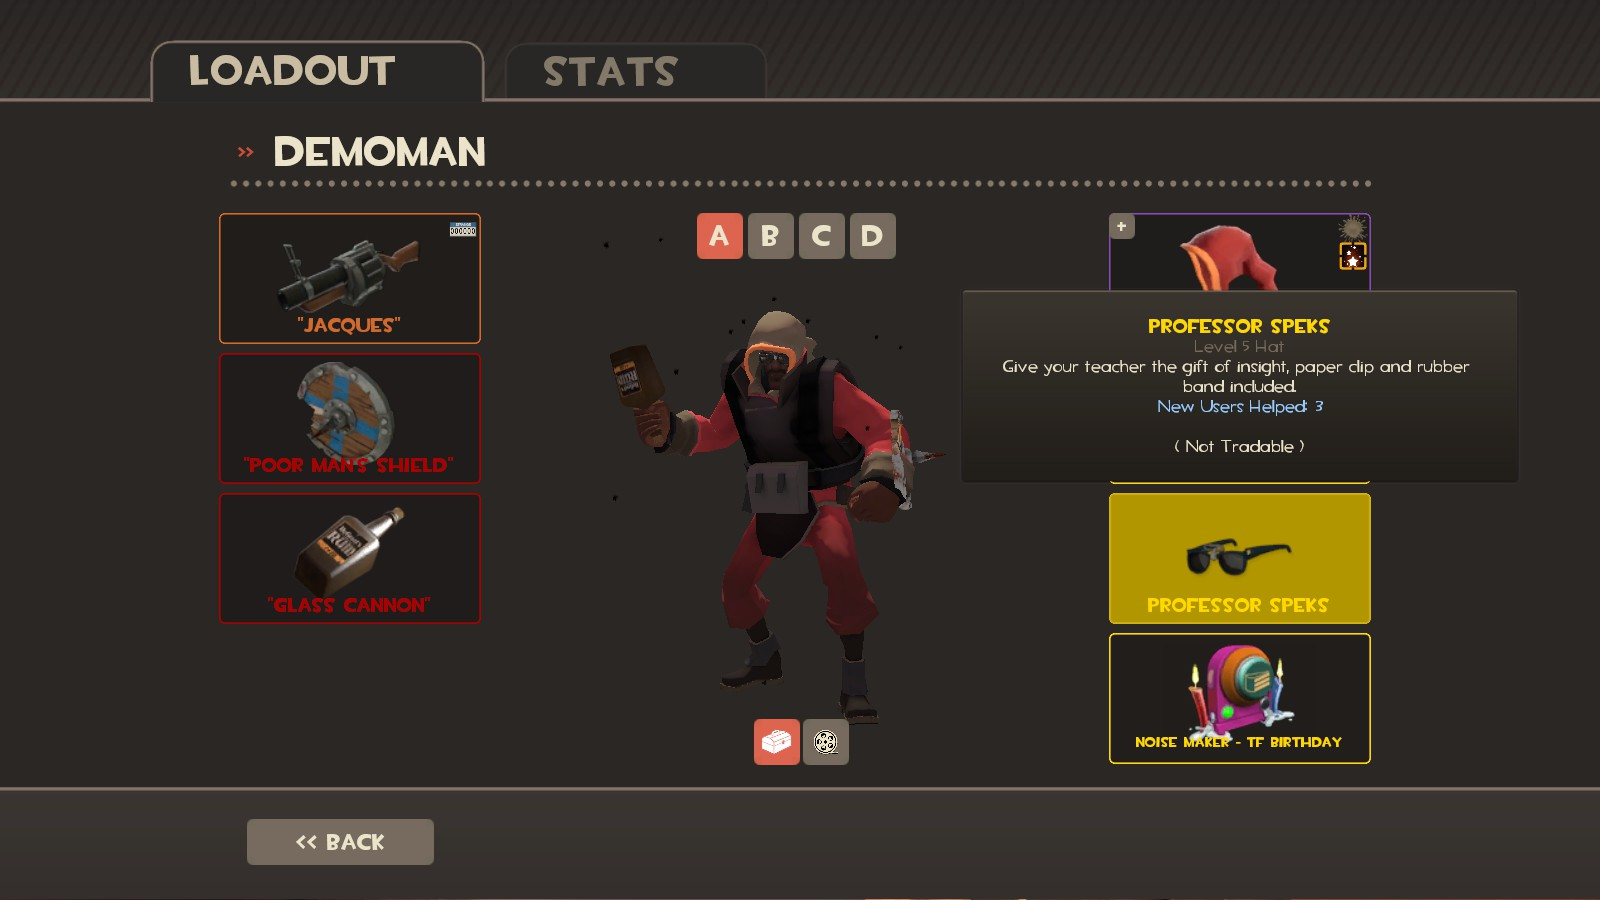 LOADOUT
STATS
>> DEMOMAN
A B C D
"JACQUES"
000000
"POOR MAN'S SHIELD"
"GLASS CANNON"
+
PROFESSOR SPEKS
Level 5 Hat
Give your teacher the gift of insight, paper clip and rubber
band included.
New Users Helped: 3
( Not Tradable )
PROFESSOR SPEKS
NOISE MAKER - TF BIRTHDAY
<< BACK